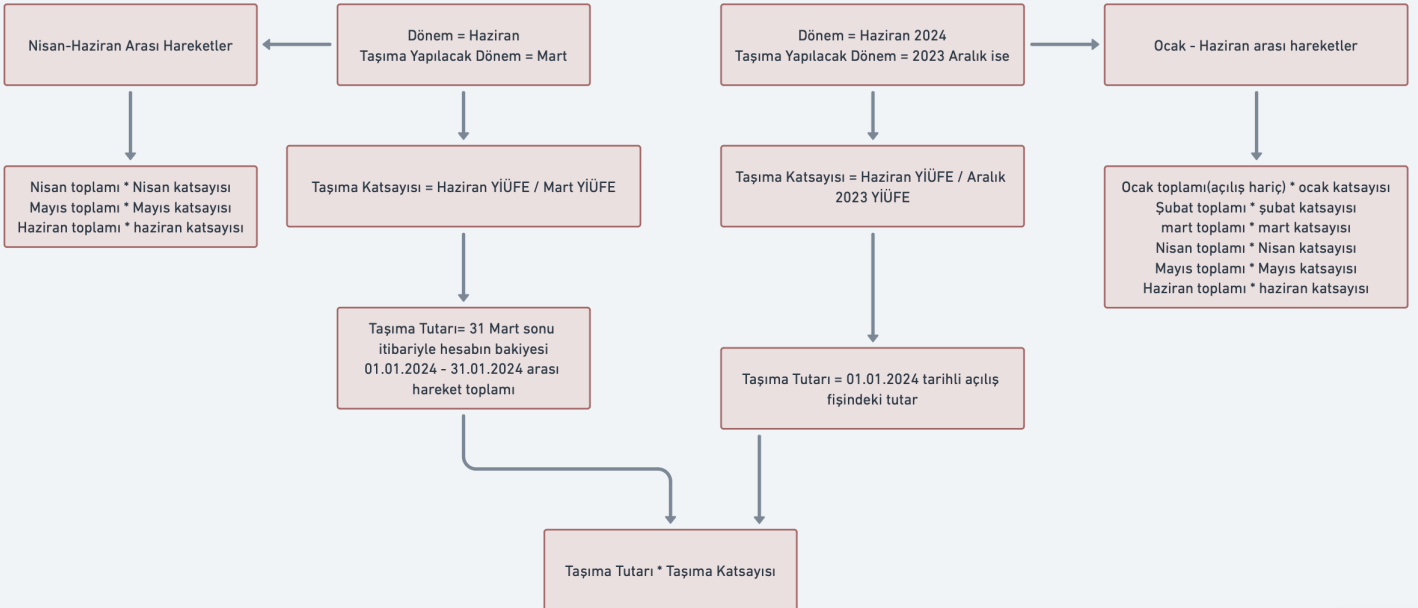 Nisan-Haziran Arası Hareketler
Dönem = Haziran
Taşıma Yapılacak Dönem = Mart
Dönem = Haziran 2024
Taşıma Yapılacak Dönem = 2023 Aralık ise
Ocak - Haziran arası hareketler
Nisan toplamı * Nisan katsayısı
Mayıs toplamı * Mayıs katsayısı
Haziran toplamı * haziran katsayısı
Taşıma Katsayısı = Haziran YİÜFE / Mart YİÜFE
Taşıma Katsayısı = Haziran YİÜFE / Aralık
2023 YİÜFE
Ocak toplamı(açılış hariç) * ocak katsayısı
Şubat toplamı * şubat katsayısı
mart toplamı * mart katsayısı
Nisan toplamı * Nisan katsayısı
Mayıs toplamı * Mayıs katsayısı
Haziran toplamı * haziran katsayısı
Taşıma Tutarı= 31 Mart sonu
itibariyle hesabın bakiyesi
01.01.2024 - 31.01.2024 arası
hareket toplamı
Taşıma Tutarı = 01.01.2024 tarihli açılış
fişindeki tutar
Taşıma Tutarı * Taşıma Katsayısı